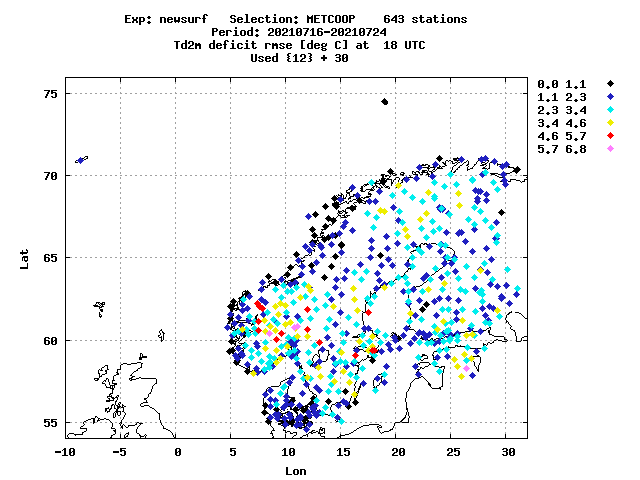 Exp: newsurf Selection: METCOOP 643 stations
Period: 20210716-20210724
Td2m deficit rmse [deg C] at 18 UTC
Used {12} + 30
0.0 1.1
1.1 2.3
2.3 3.4
3.4 4.6
4.6 5.7
5.7 6.8
75
70
65
60
55
Lat
-10 -5 0 5 10 15 20 25 30
Lon